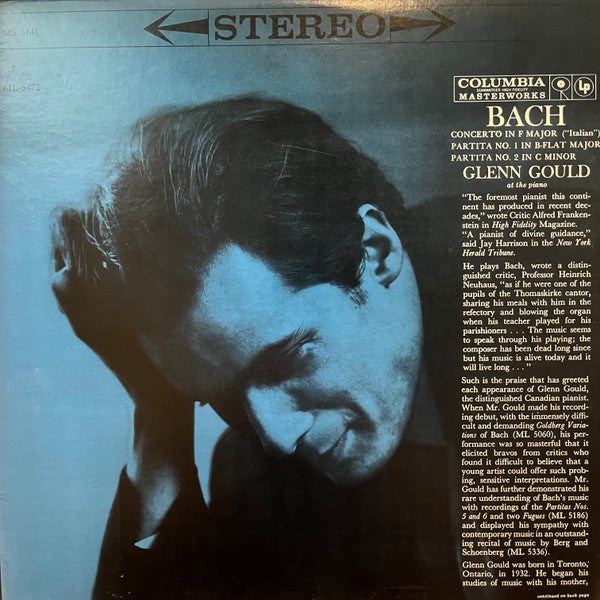 STEREO
MS 6141
ML 5472
COLUMBIA
GUARANTEED HIGH FIDELITY
MASTERWORKS
LP
BACH
CONCERTO IN F MAJOR ("Italian")
PARTITA NO. 1 IN B-FLAT MAJOR
PARTITA NO. 2 IN C MINOR
GLENN GOULD
at the piano
"The foremost pianist this conti-
nent has produced in recent dec-
ades," wrote Critic Alfred Franken-
stein in High Fidelity Magazine.
"A pianist of divine guidance,"
said Jay Harrison in the New York
Herald Tribune.
He plays Bach, wrote a distin-
guished critic, Professor Heinrich
Neuhaus, "as if he were one of the
pupils of the Thomaskirke cantor,
sharing his meals with him in the
refectory and blowing the organ
when his teacher played for his
parishioners . . . The music seems
to speak through his playing; the
composer has been dead long since
but his music is alive today and it
will live long . . ."
Such is the praise that has greeted
each appearance of Glenn Gould,
the distinguished Canadian pianist.
When Mr. Gould made his record-
ing debut, with the immensely diffi-
cult and demanding Goldberg Varia-
tions of Bach (ML 5060), his per-
formance was so masterful that it
elicited bravos from critics who
found it difficult to believe that a
young artist could offer such prob-
ing, sensitive interpretations. Mr.
Gould has further demonstrated his
rare understanding of Bach's music
with recordings of the Partitas Nos.
5 and 6 and two Fugues (ML 5186)
and displayed his sympathy with
contemporary music in an outstand-
ing recital of music by Berg and
Schoenberg (ML 5336).
Glenn Gould was born in Toronto,
Ontario, in 1932. He began his
studies of music with his mother,
continued on back page